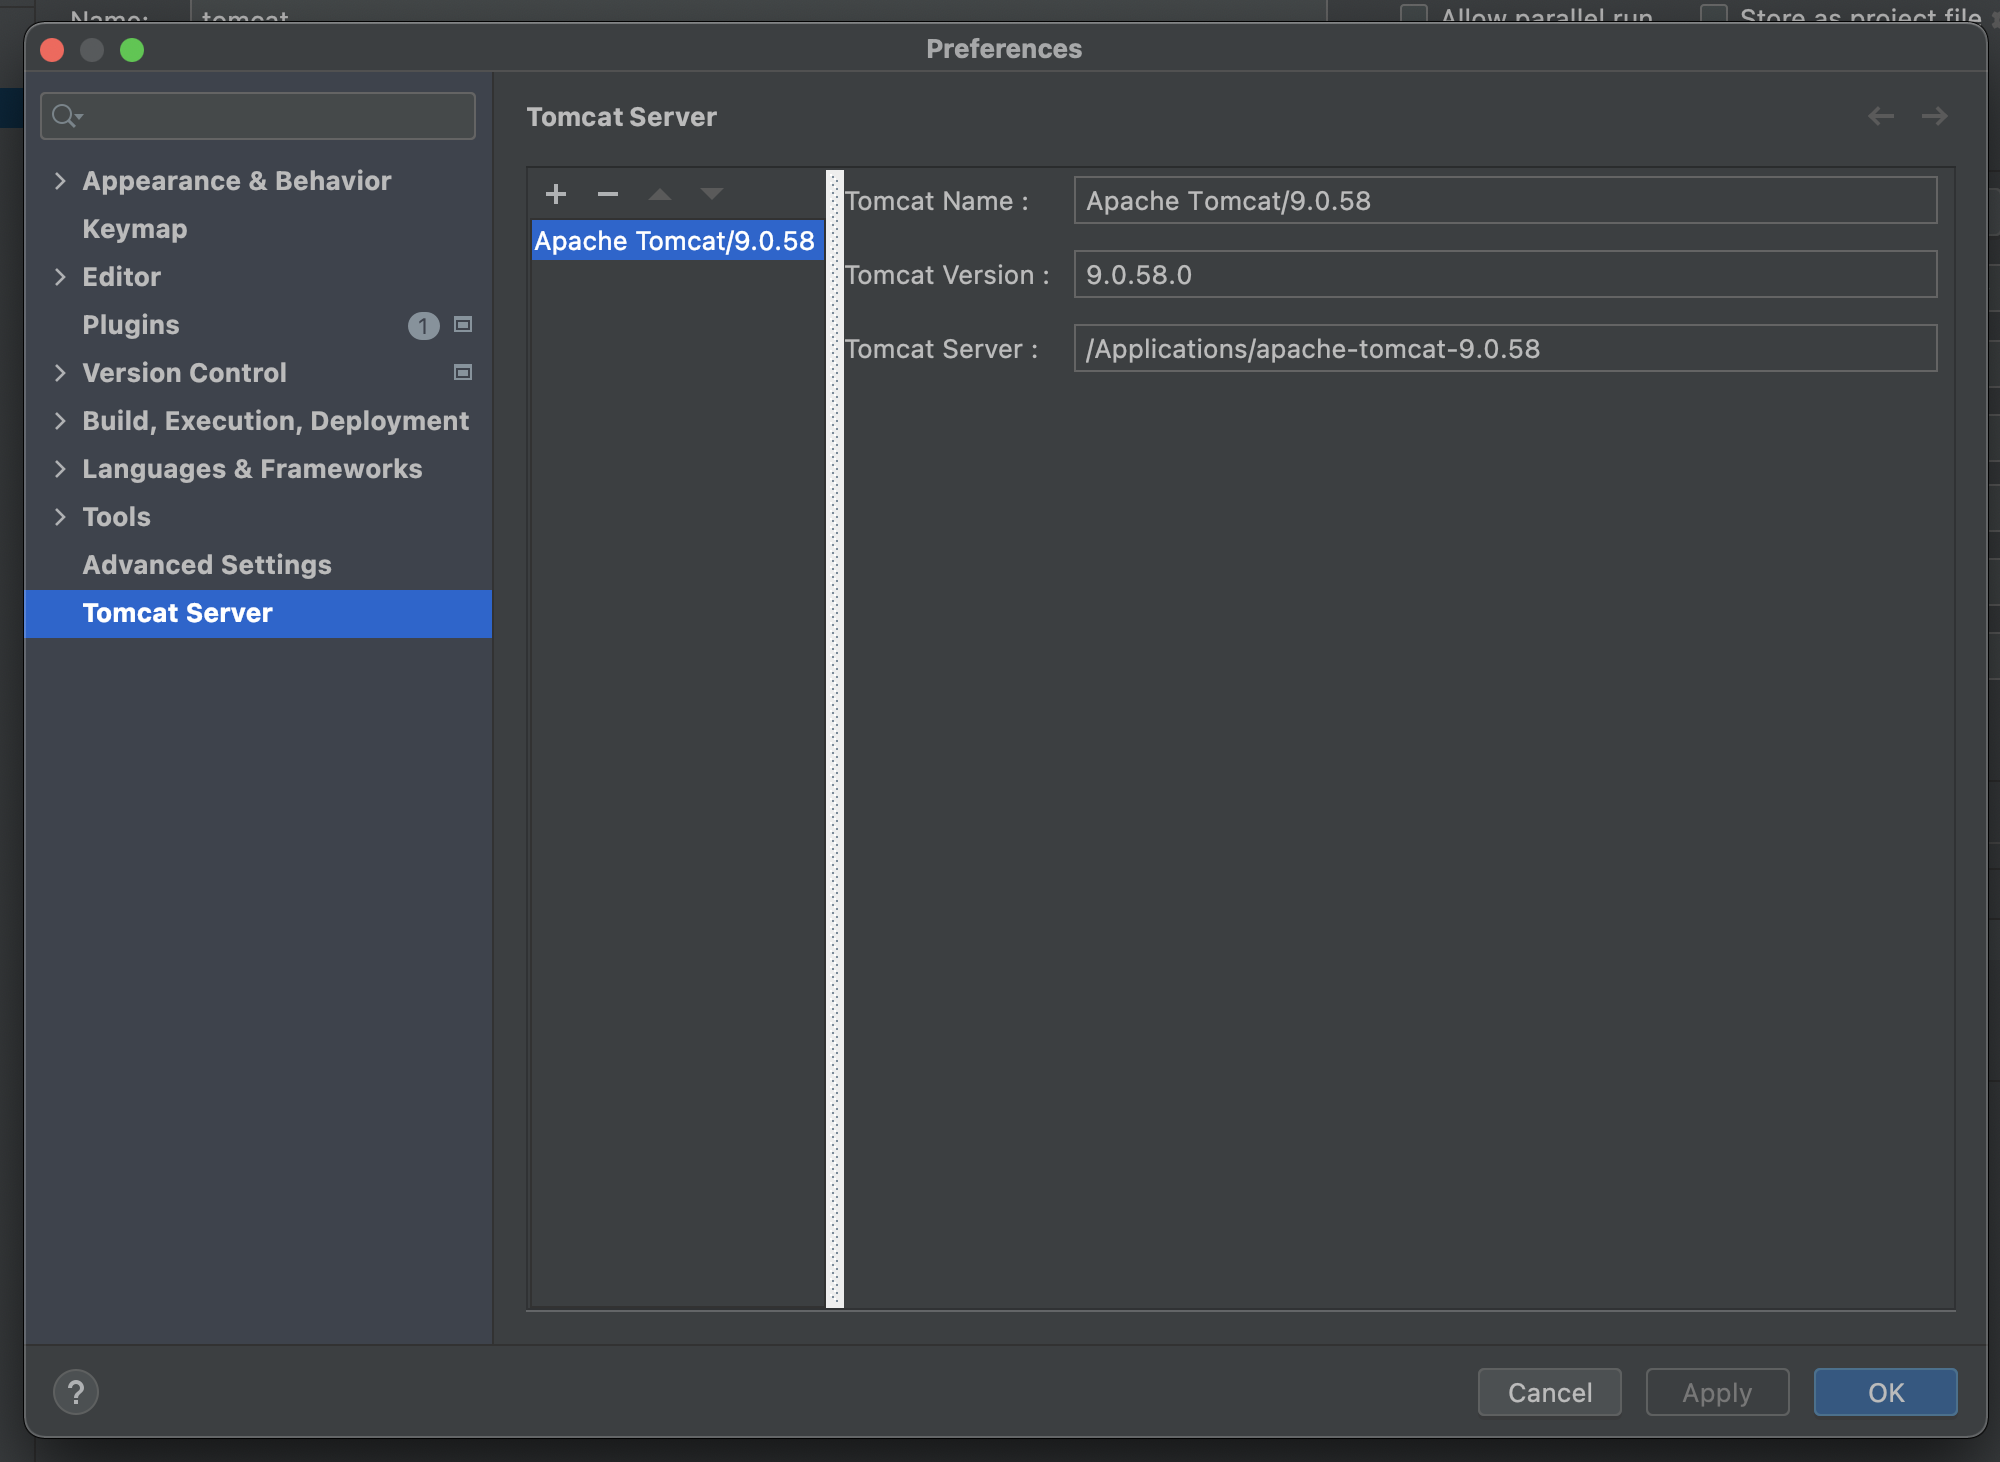 Name: tomcat Allow parallel run Store as project file
Preferences
Tomcat Server
Appearance & Behavior
Keymap
Editor
Plugins 1
Version Control
Build, Execution, Deployment
Languages & Frameworks
Tools
Advanced Settings
Tomcat Server
Apache Tomcat/9.0.58
Tomcat Name : Apache Tomcat/9.0.58
Tomcat Version : 9.0.58.0
Tomcat Server : /Applications/apache-tomcat-9.0.58
? Cancel Apply OK